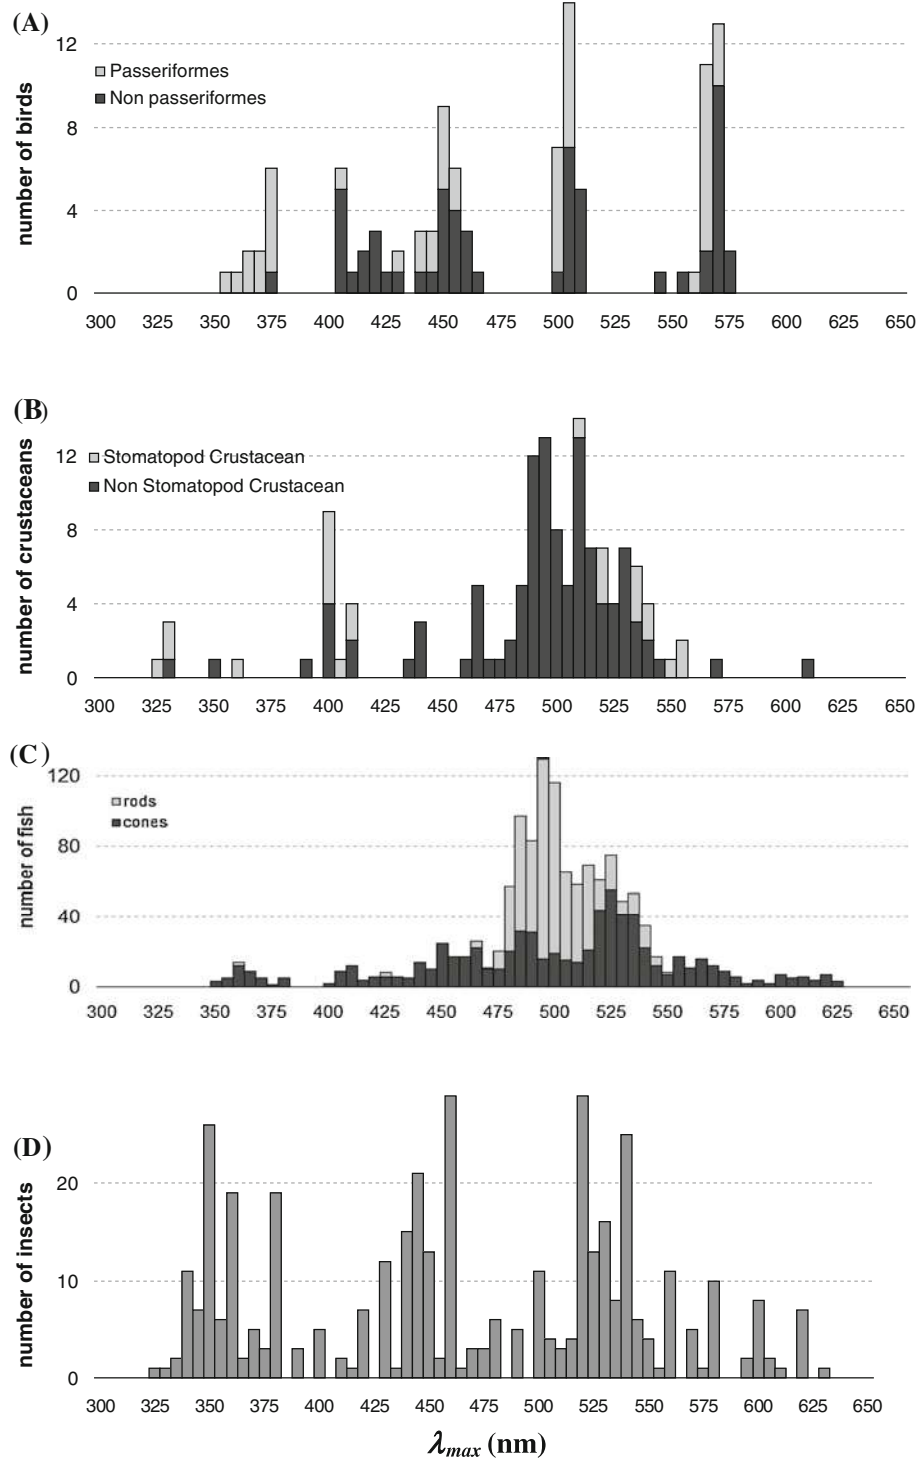 (A)
number of birds
12
8
4
0
Passeriformes
Non passeriformes
300 325 350 375 400 425 450 475 500 525 550 575 600 625 650
(B)
number of crustaceans
12
8
4
0
Stomatopod Crustacean
Non Stomatopod Crustacean
300 325 350 375 400 425 450 475 500 525 550 575 600 625 650
(C)
number of fish
120
80
40
0
rods
cones
300 325 350 375 400 425 450 475 500 525 550 575 600 625 650
(D)
number of insects
20
10
0
300 325 350 375 400 425 450 475 500 525 550 575 600 625 650
λmax (nm)